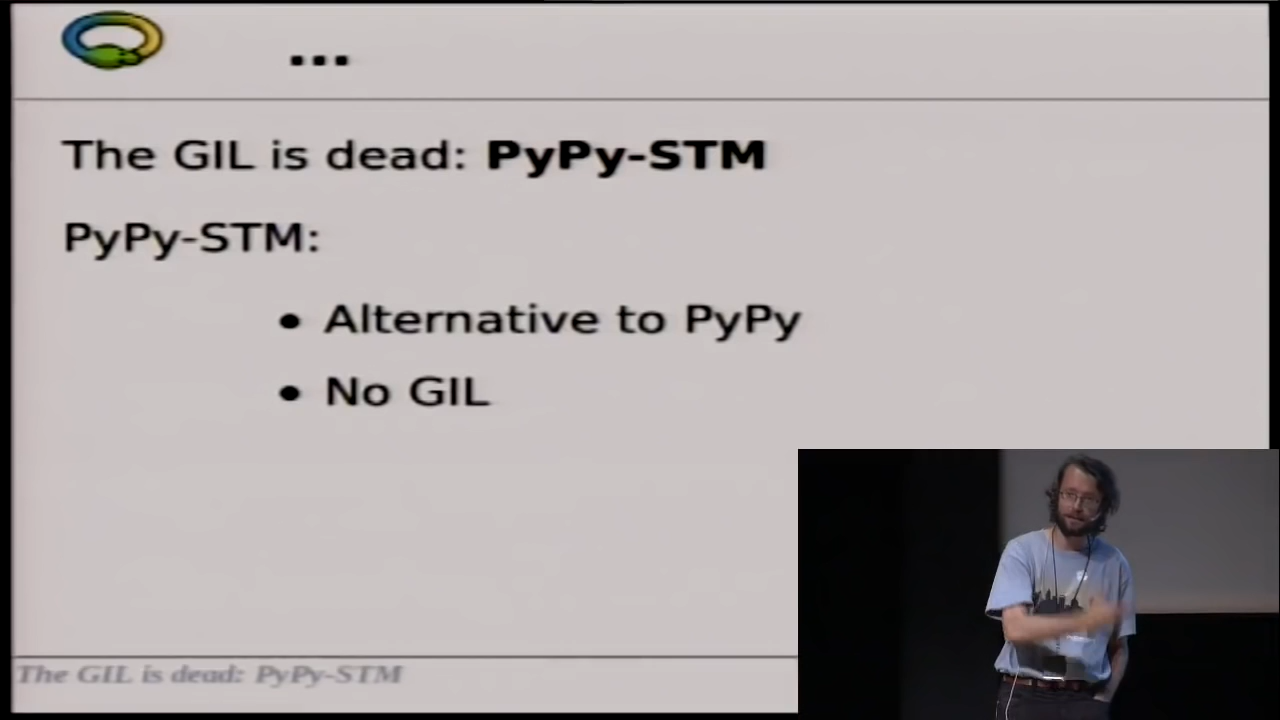 ...
The GIL is dead: PyPy-STM
PyPy-STM:
• Alternative to PyPy
• No GIL
The GIL is dead: PyPy-STM